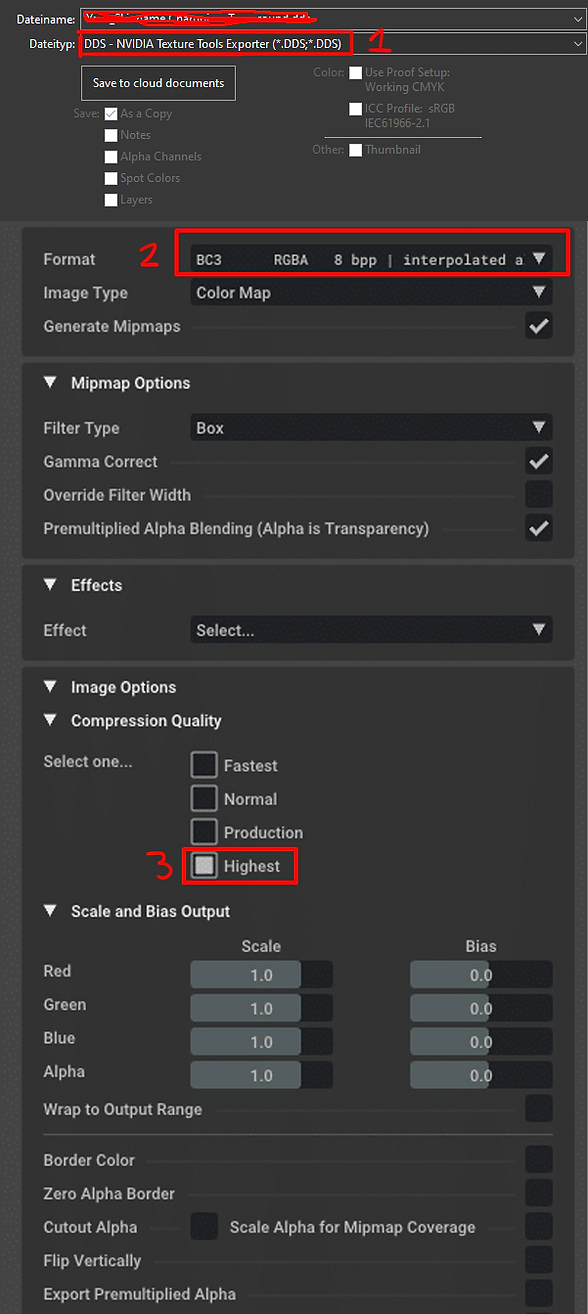 Dateiname:
Dateityp: DDS - NVIDIA Texture Tools Exporter (*.DDS;*.DDS) 1
Save to cloud documents
Color: Use Proof Setup:
Working CMYK
Save: As a Copy
ICC Profile: sRGB
IEC61966-2.1
Notes
Other: Thumbnail
Alpha Channels
Spot Colors
Layers
Format 2 BC3 RGBA 8 bpp | interpolated a
Image Type Color Map
Generate Mipmaps
Mipmap Options
Filter Type Box
Gamma Correct
Override Filter Width
Premultiplied Alpha Blending (Alpha is Transparency)
Effects
Effect Select...
Image Options
Compression Quality
Select one... Fastest
Normal
Production
3 Highest
Scale and Bias Output
Scale Bias
Red 1.0 0.0
Green 1.0 0.0
Blue 1.0 0.0
Alpha 1.0 0.0
Wrap to Output Range
Border Color
Zero Alpha Border
Cutout Alpha Scale Alpha for Mipmap Coverage
Flip Vertically
Export Premultiplied Alpha